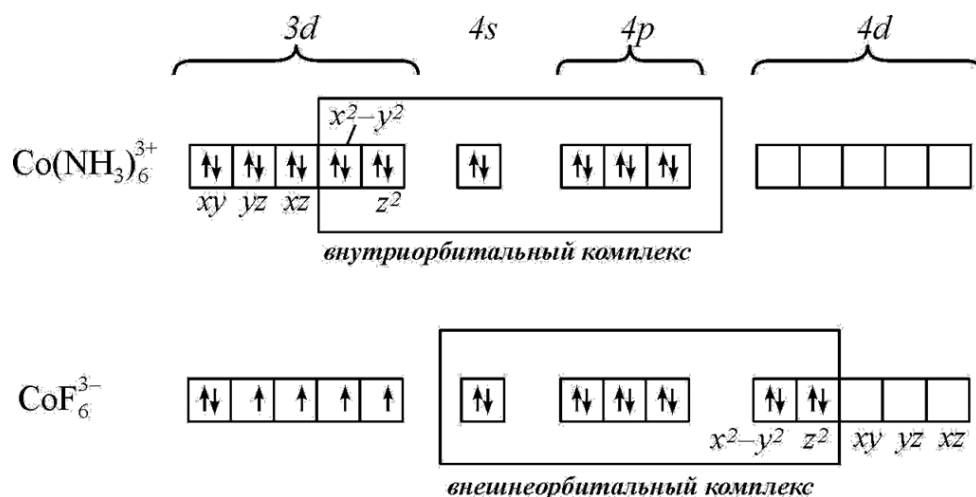 3d 4s 4p 4d
x²–y²
Co(NH₃)₆³⁺
xy yz xz z²
внутриорбитальный комплекс
CoF₆³⁻
x²–y² z² xy yz xz
внешнеорбитальный комплекс